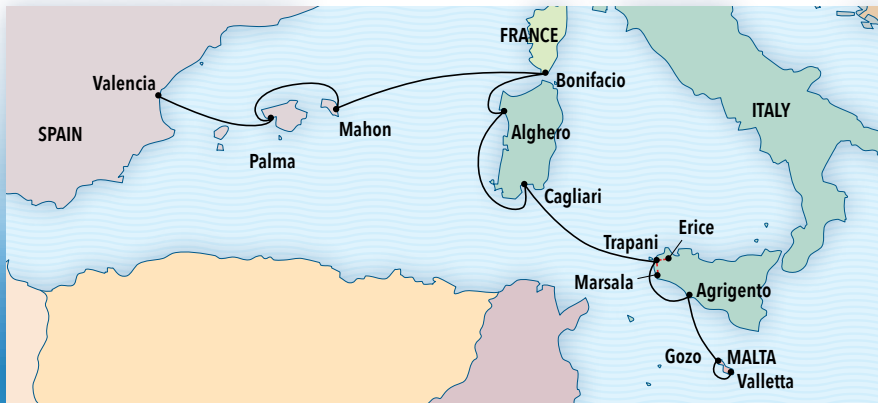 FRANCE
Valencia
Bonifacio
ITALY
SPAIN
Mahon
Alghero
Palma
Cagliari
Erice
Trapani
Marsala
Agrigento
Gozo
MALTA
Valletta